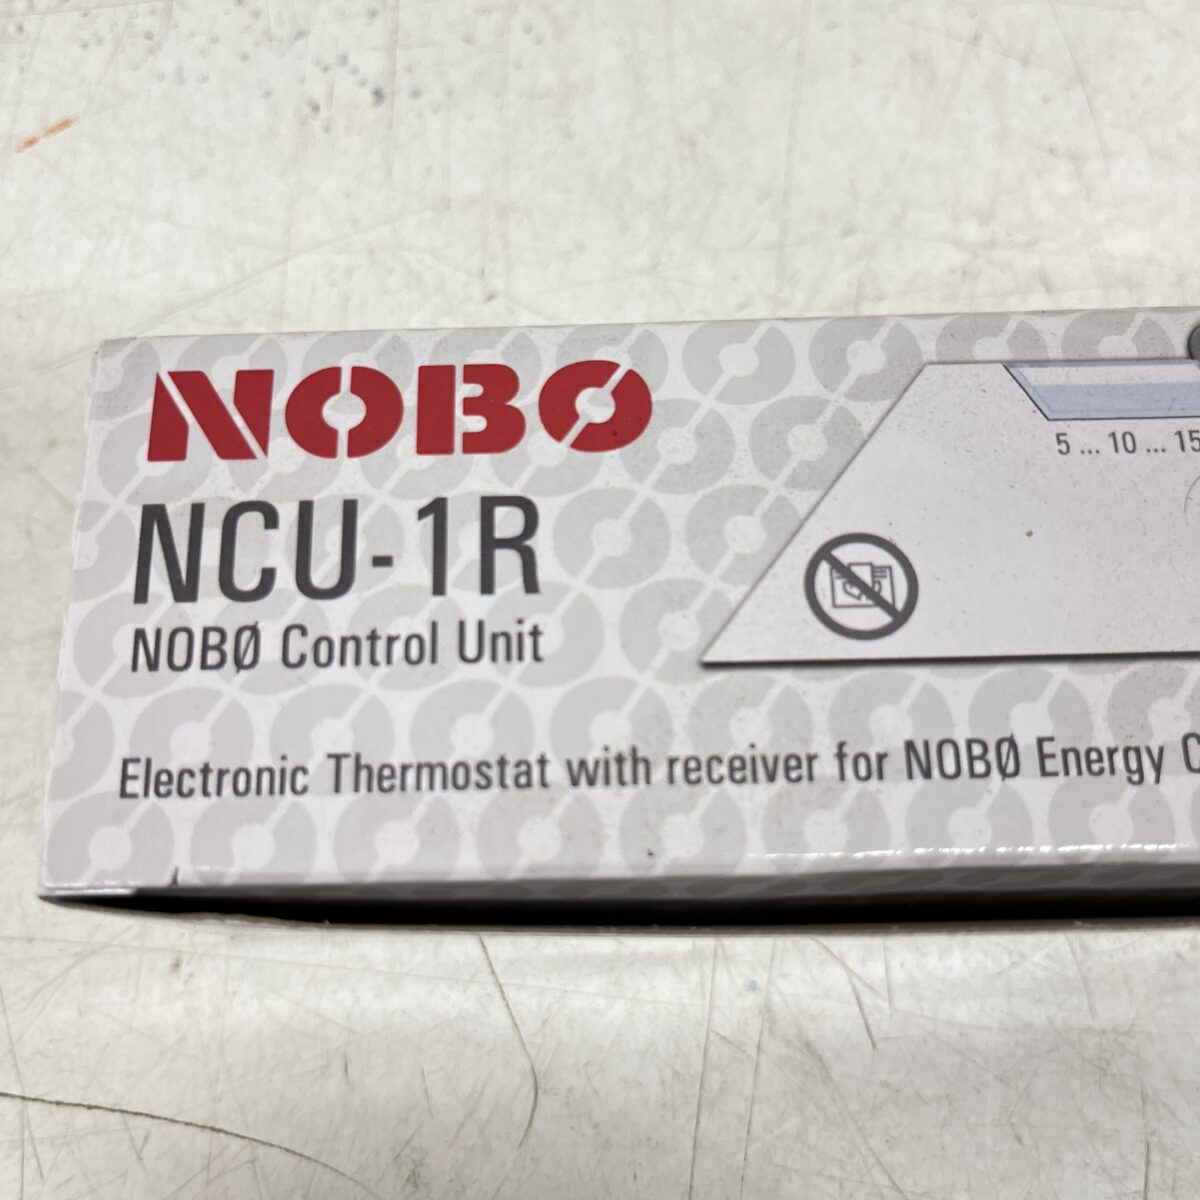 NOBØ
NCU-1R
NOBØ Control Unit
5 ... 10 ... 15
Electronic Thermostat with receiver for NOBØ Energy